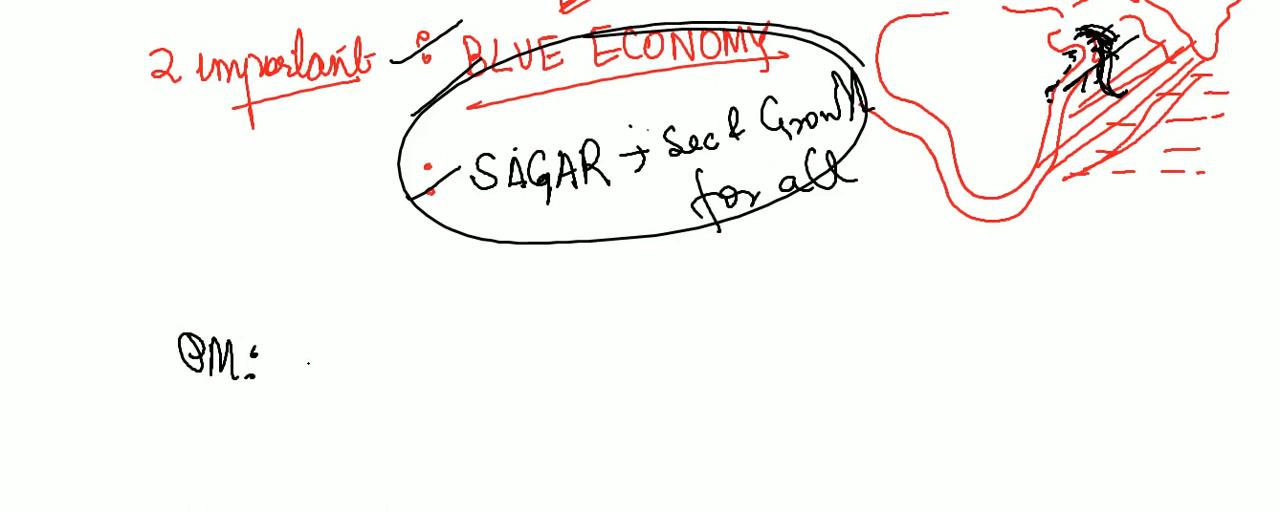 2 important : BLUE ECONOMY
SAGAR → Sec & Growth
for all
PM: